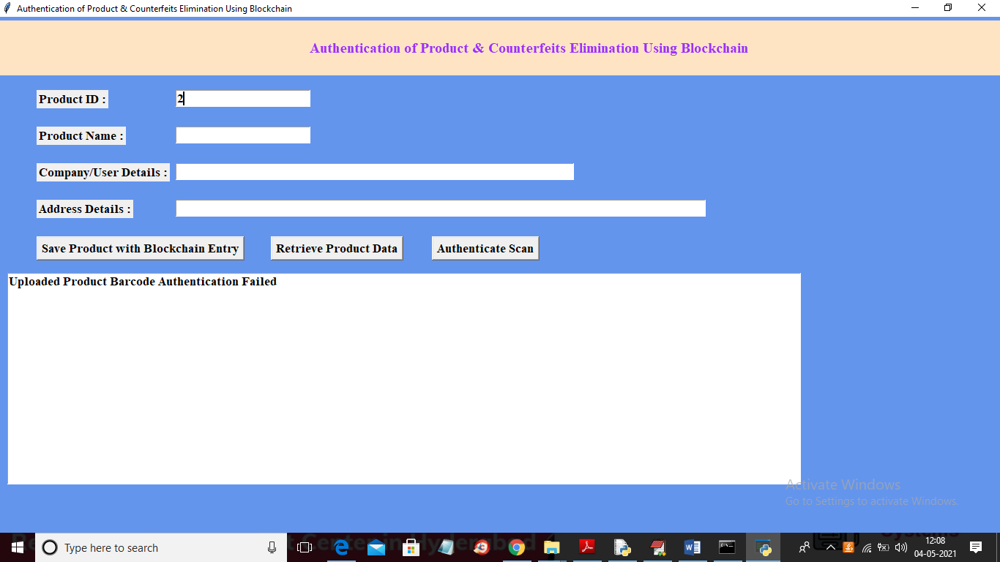 Authentication of Product & Counterfeits Elimination Using Blockchain
Authentication of Product & Counterfeits Elimination Using Blockchain
Product ID :
2
Product Name :
Company/User Details :
Address Details :
Save Product with Blockchain Entry
Retrieve Product Data
Authenticate Scan
Uploaded Product Barcode Authentication Failed
Activate Windows
Go to Settings to activate Windows.
Systems
Type here to search
12:08
04-05-2021